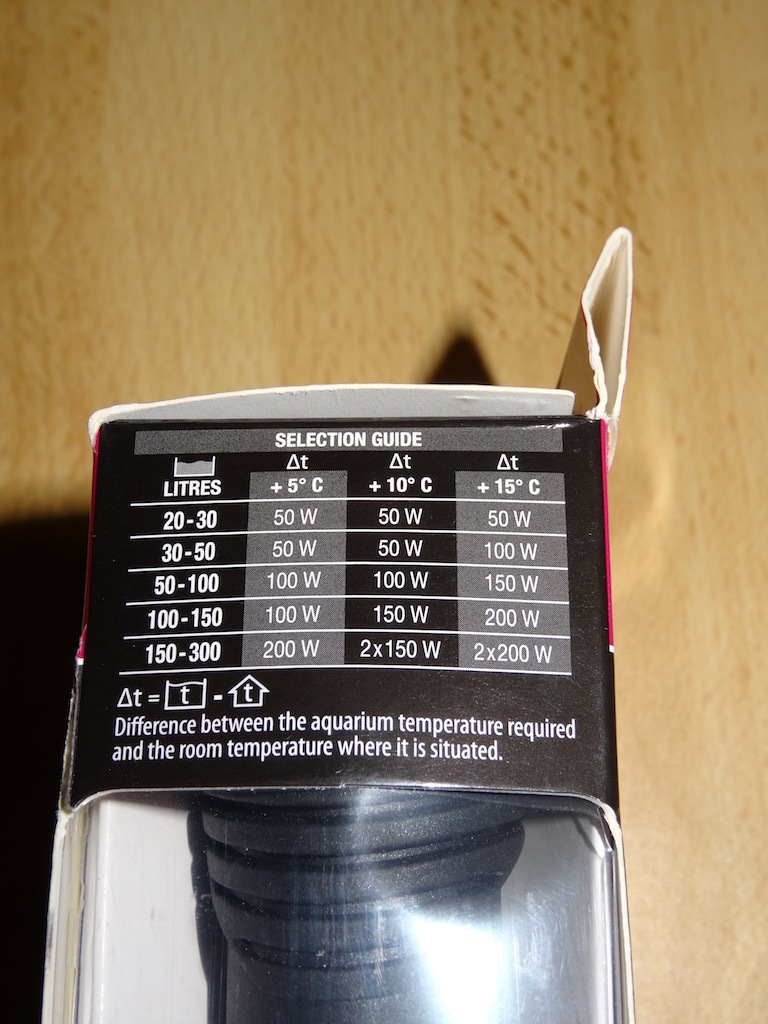 SELECTION GUIDE
LITRES Δt + 5° C Δt + 10° C Δt + 15° C
20-30 50 W 50 W 50 W
30-50 50 W 50 W 100 W
50-100 100 W 100 W 150 W
100-150 100 W 150 W 200 W
150-300 200 W 2x150 W 2x200 W
Δt = t - t
Difference between the aquarium temperature required
and the room temperature where it is situated.